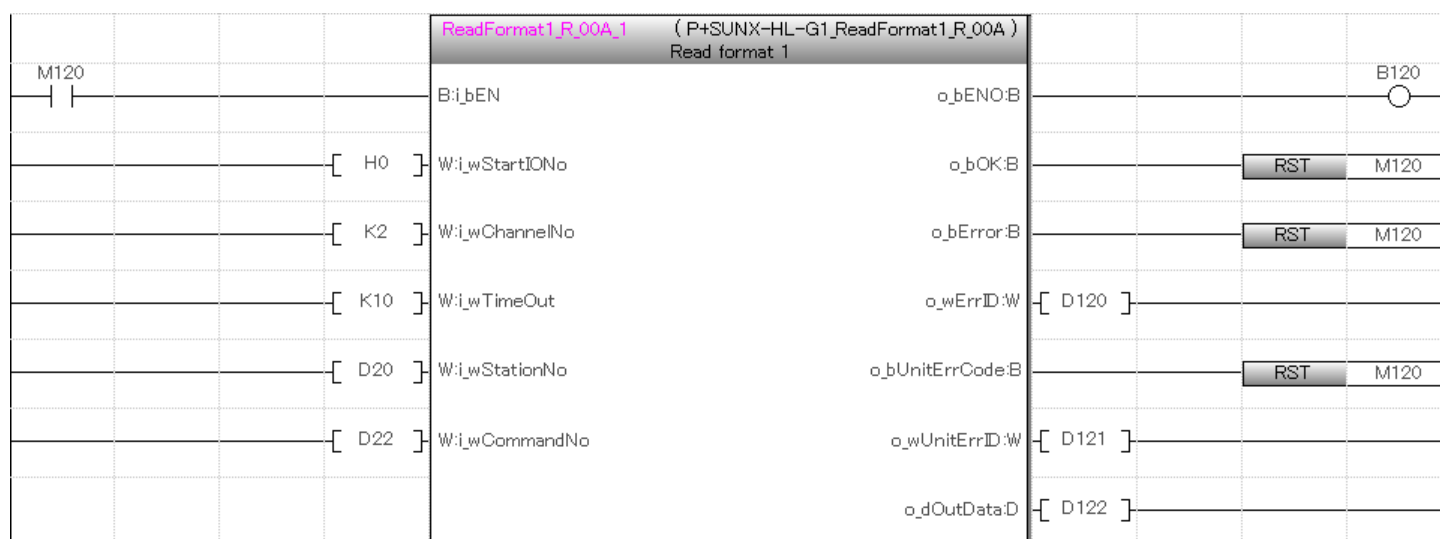 ReadFormat1_R_00A_1 (P+SUNX-HL-G1_ReadFormat1_R_00A)
Read format 1
M120 B120
B:i_bEN o_bENO:B
H0 W:i_wStartIONo o_bOK:B RST M120
K2 W:i_wChannelNo o_bError:B RST M120
K10 W:i_wTimeOut o_wErrID:W D120
D20 W:i_wStationNo o_bUnitErrCode:B RST M120
D22 W:i_wCommandNo o_wUnitErrID:W D121
o_dOutData:D D122